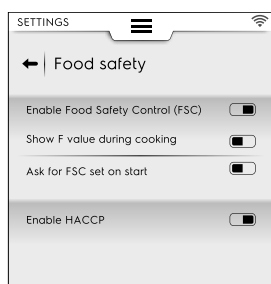 SETTINGS
Food safety
Enable Food Safety Control (FSC)
Show F value during cooking
Ask for FSC set on start
Enable HACCP